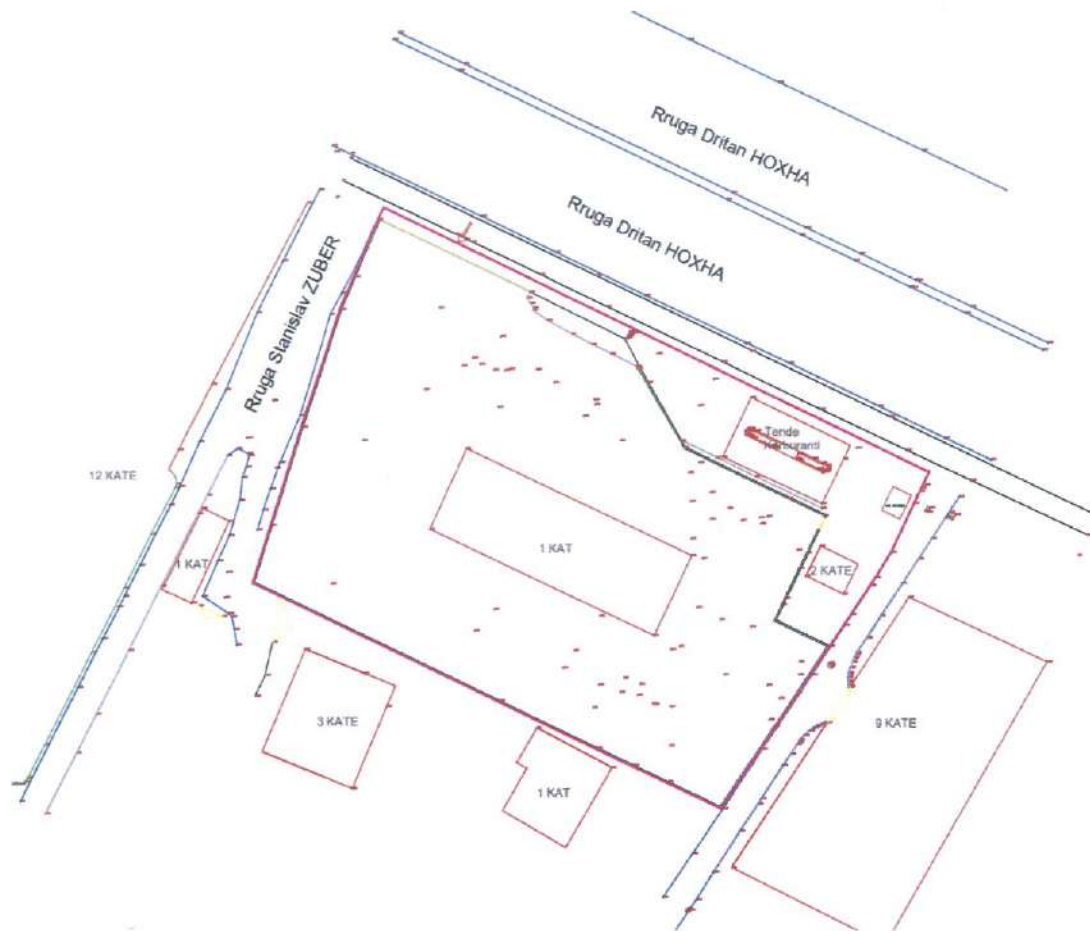 Rruga Dritan HOXHA
Rruga Dritan HOXHA
Rruga Stanislav ZUBER
Tende
Karburanti
12 KATE
1 KAT
1 KAT
2 KATE
3 KATE
9 KATE
1 KAT